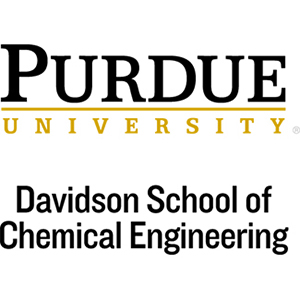 PURDUE
UNIVERSITY®
Davidson School of
Chemical Engineering